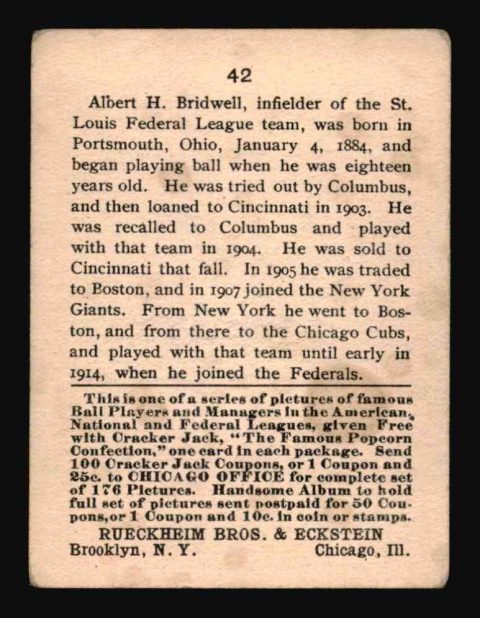 42
Albert H. Bridwell, infielder of the St.
Louis Federal League team, was born in
Portsmouth, Ohio, January 4, 1884, and
began playing ball when he was eighteen
years old. He was tried out by Columbus,
and then loaned to Cincinnati in 1903. He
was recalled to Columbus and played
with that team in 1904. He was sold to
Cincinnati that fall. In 1905 he was traded
to Boston, and in 1907 joined the New York
Giants. From New York he went to Bos-
ton, and from there to the Chicago Cubs,
and played with that team until early in
1914, when he joined the Federals.
This is one of a series of pictures of famous
Ball Players and Managers in the American,
National and Federal Leagues, given Free
with Cracker Jack, "The Famous Popcorn
Confection," one card in each package. Send
100 Cracker Jack Coupons, or 1 Coupon and
25c. to CHICAGO OFFICE for complete set
of 176 Pictures. Handsome Album to hold
full set of pictures sent postpaid for 50 Cou-
pons, or 1 Coupon and 10c. in coin or stamps.
RUECKHEIM BROS. & ECKSTEIN
Brooklyn, N. Y. Chicago, Ill.